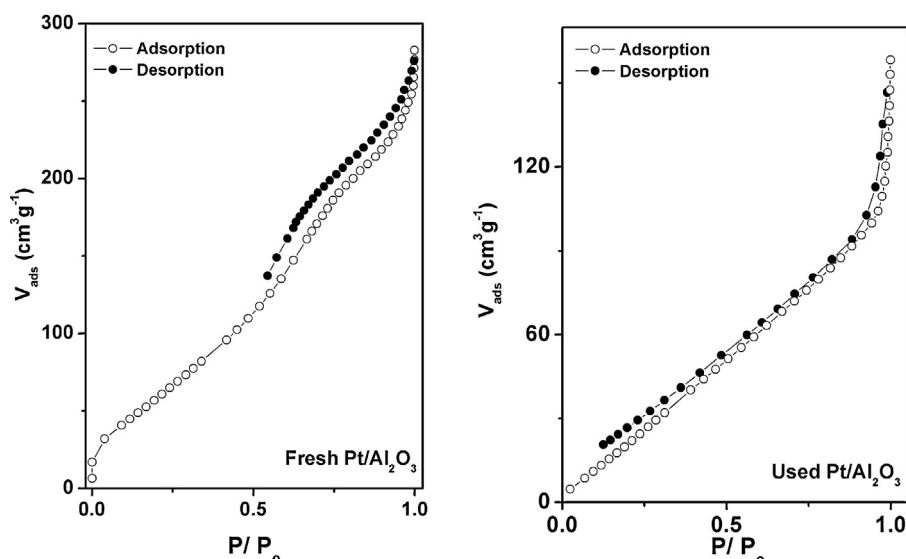 300
Adsorption
Desorption
200
V_ads (cm³g⁻¹)
100
Fresh Pt/Al₂O₃
0
0.0 0.5 1.0
P/ P₀
Adsorption
Desorption
120
V_ads (cm³g⁻¹)
60
Used Pt/Al₂O₃
0
0.0 0.5 1.0